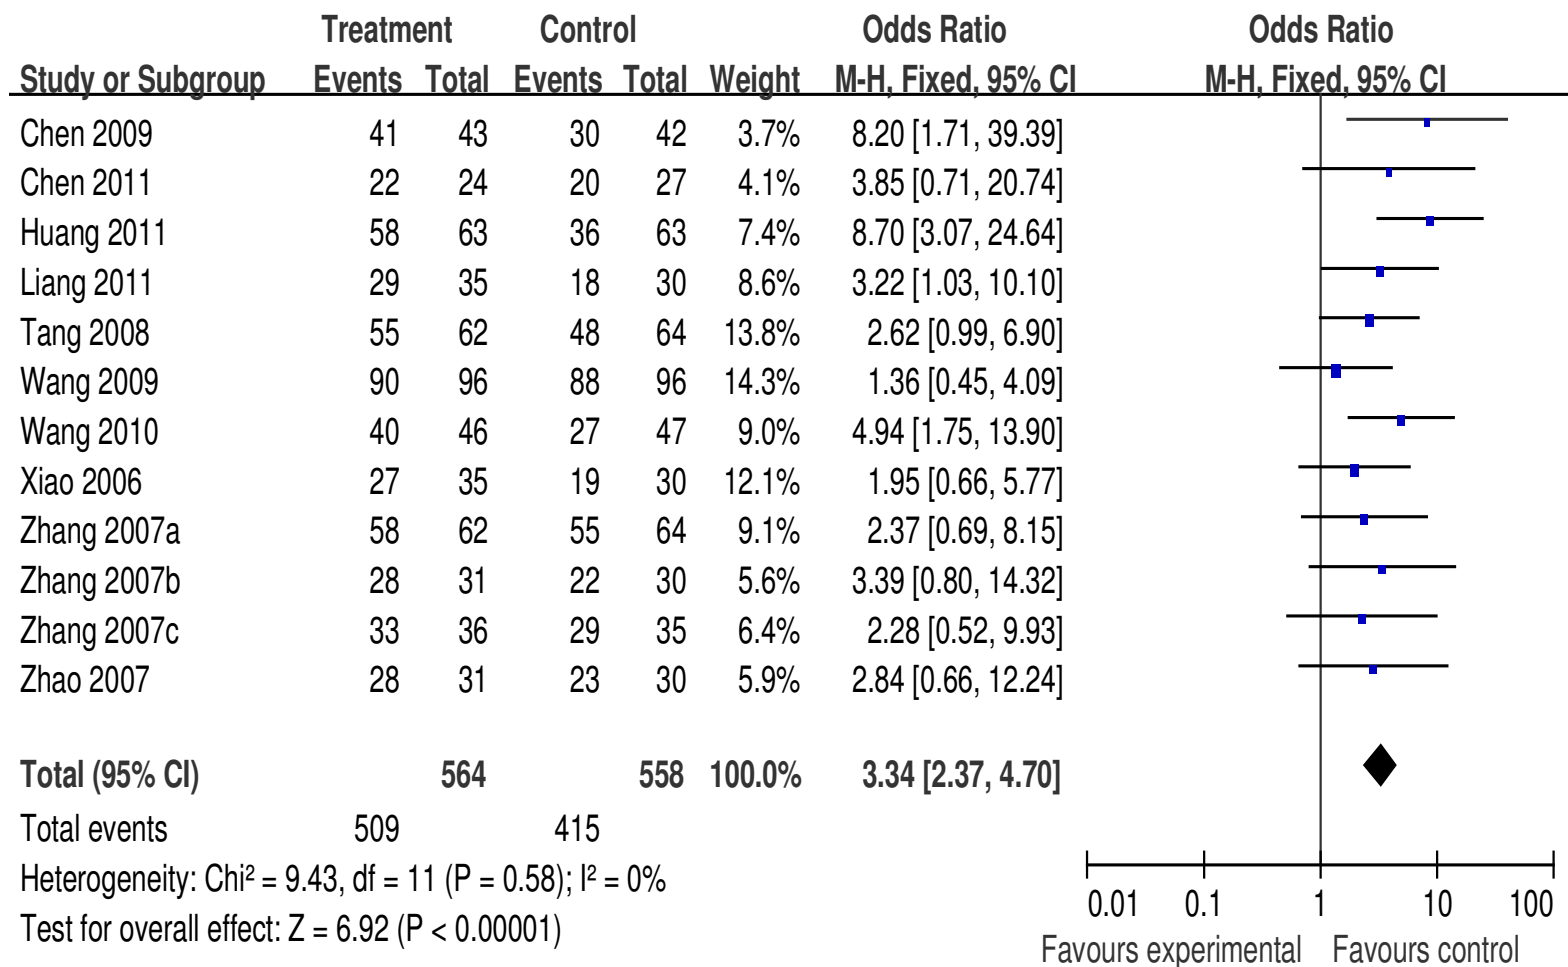 Treatment Control Odds Ratio Odds Ratio
Study or Subgroup Events Total Events Total Weight M-H, Fixed, 95% CI M-H, Fixed, 95% CI
Chen 2009 41 43 30 42 3.7% 8.20 [1.71, 39.39]
Chen 2011 22 24 20 27 4.1% 3.85 [0.71, 20.74]
Huang 2011 58 63 36 63 7.4% 8.70 [3.07, 24.64]
Liang 2011 29 35 18 30 8.6% 3.22 [1.03, 10.10]
Tang 2008 55 62 48 64 13.8% 2.62 [0.99, 6.90]
Wang 2009 90 96 88 96 14.3% 1.36 [0.45, 4.09]
Wang 2010 40 46 27 47 9.0% 4.94 [1.75, 13.90]
Xiao 2006 27 35 19 30 12.1% 1.95 [0.66, 5.77]
Zhang 2007a 58 62 55 64 9.1% 2.37 [0.69, 8.15]
Zhang 2007b 28 31 22 30 5.6% 3.39 [0.80, 14.32]
Zhang 2007c 33 36 29 35 6.4% 2.28 [0.52, 9.93]
Zhao 2007 28 31 23 30 5.9% 2.84 [0.66, 12.24]
Total (95% CI) 564 558 100.0% 3.34 [2.37, 4.70]
Total events 509 415
Heterogeneity: Chi² = 9.43, df = 11 (P = 0.58); I² = 0%
Test for overall effect: Z = 6.92 (P < 0.00001)
0.01 0.1 1 10 100
Favours experimental Favours control